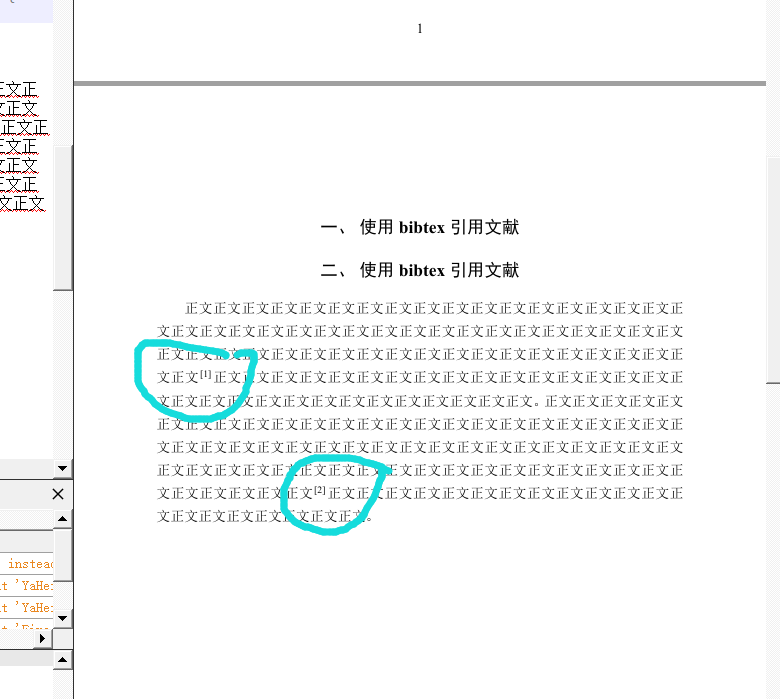 1
文正
正文
正文正
文正
正文
文正
文正文
一、 使用 bibtex 引用文献
二、 使用 bibtex 引用文献
正文正文正文正文正文正文正文正文正文正文正文正文正文正文正文正文正文正
文正文正文正文正文正文正文正文正文正文正文正文正文正文正文正文正文正文
正文正文正文正文正文正文正文正文正文正文正文正文正文正文正文正文正文正文正
文正文[1]正文正文正文正文正文正文正文正文正文正文正文正文正文正文正文正文正
文正文正文正文正文正文正文正文正文正文正文正文正文正文。正文正文正文正文正文
正文正文正文正文正文正文正文正文正文正文正文正文正文正文正文正文正文正文正
文正文正文正文正文正文正文正文正文正文正文正文正文正文正文正文正文正文正文
正文正文正文正文正文正文正文正文正文正文正文正文正文正文正文正文正文正文正
文正文正文正文正文正文[2]正文正文正文正文正文正文正文正文正文正文正文正文正
文正文正文正文正文正文正文正文。
instead